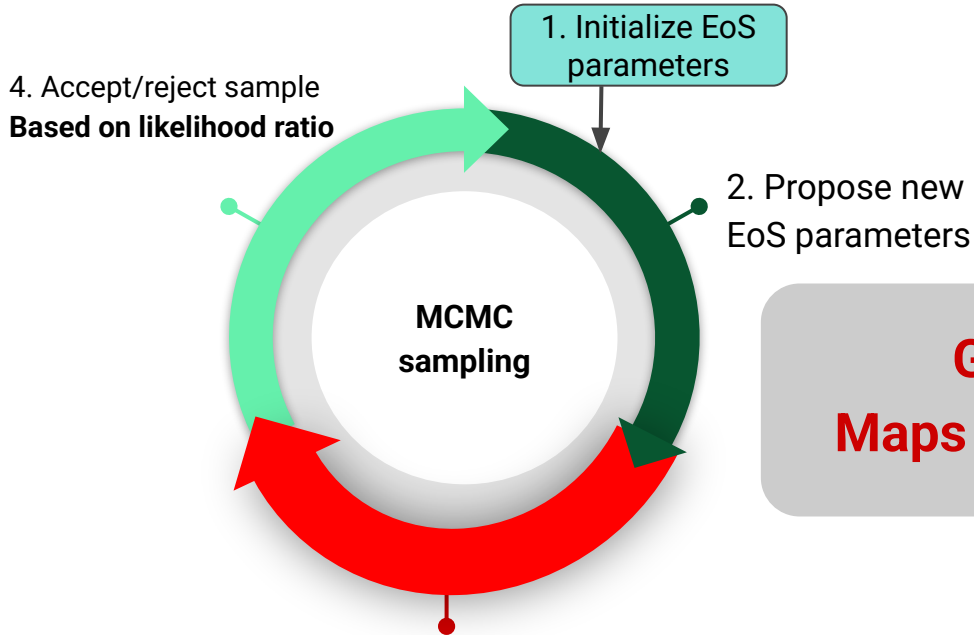 1. Initialize EoS
parameters
4. Accept/reject sample
Based on likelihood ratio
2. Propose new
EoS parameters
MCMC
sampling
G
Maps